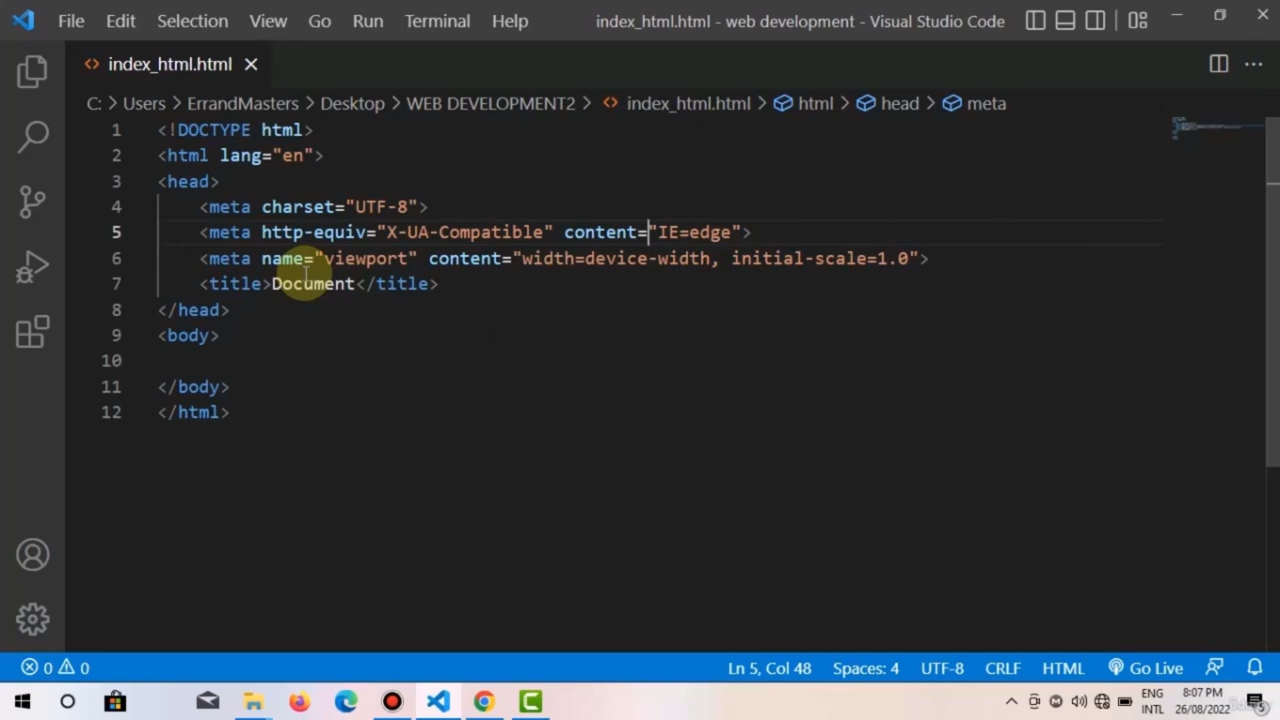 File Edit Selection View Go Run Terminal Help index_html.html - web development - Visual Studio Code
index_html.html
C: > Users > ErrandMasters > Desktop > WEB DEVELOPMENT2 > index_html.html > html > head > meta
1 <!DOCTYPE html>
2 <html lang="en">
3 <head>
4 <meta charset="UTF-8">
5 <meta http-equiv="X-UA-Compatible" content="IE=edge">
6 <meta name="viewport" content="width=device-width, initial-scale=1.0">
7 <title>Document</title>
8 </head>
9 <body>
10
11 </body>
12 </html>
0 0 Ln 5, Col 48 Spaces: 4 UTF-8 CRLF HTML Go Live
ENG 8:07 PM
INTL 26/08/2022 5